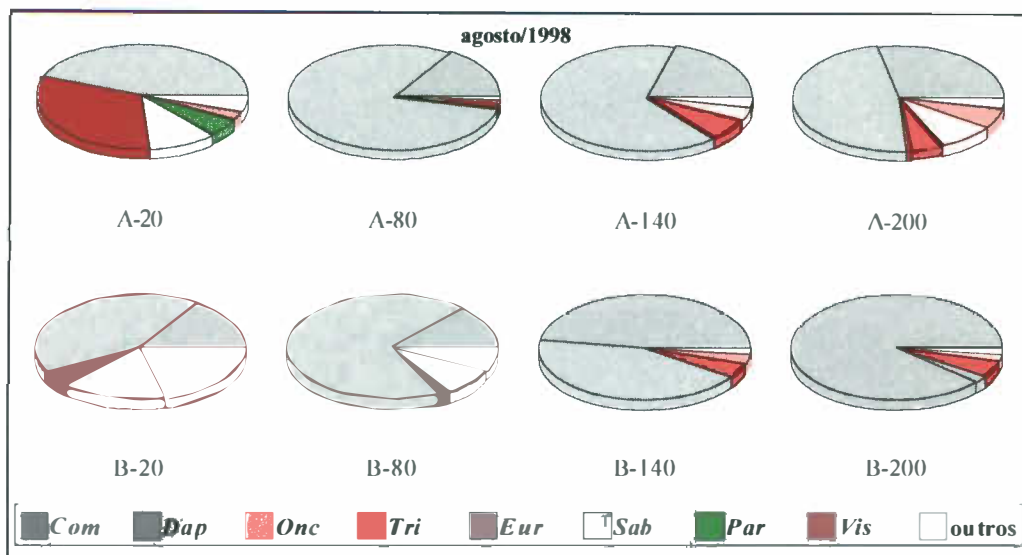 agosto/1998
A-20 A-80 A-140 A-200
B-20 B-80 B-140 B-200
Com Dap Onc Tri Eur Sab Par Vis outros